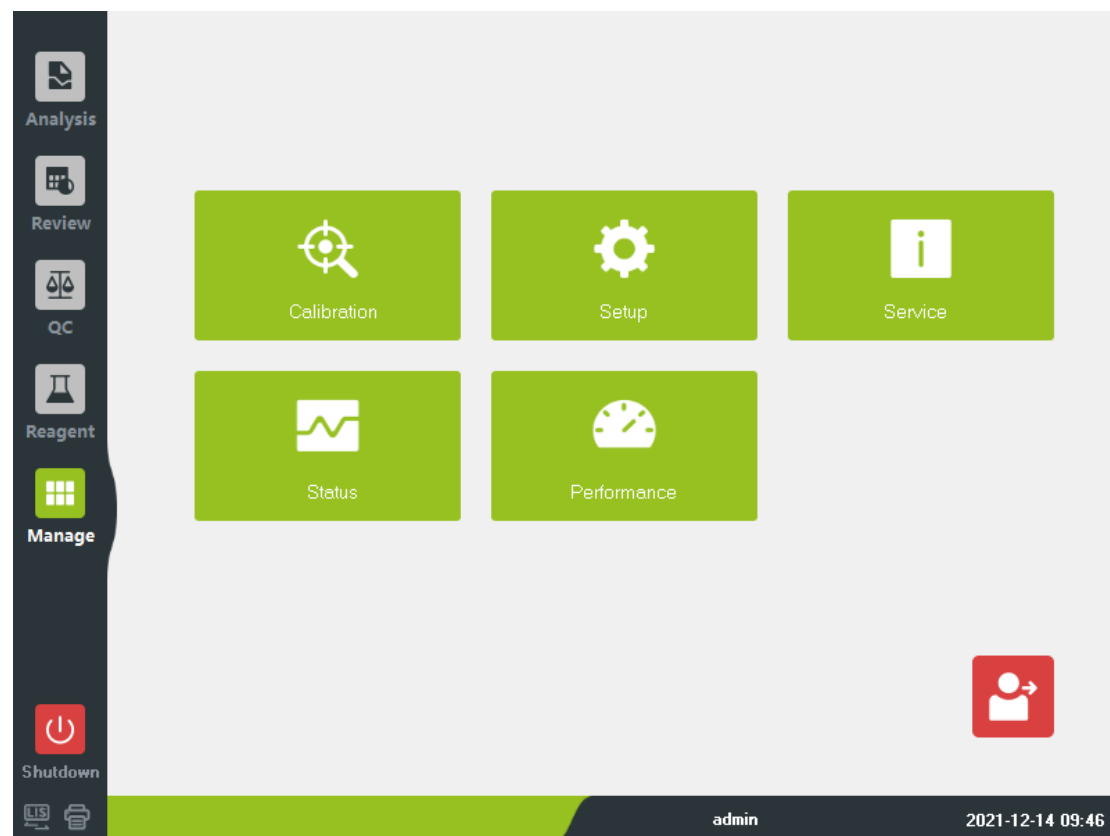 Analysis
Review
QC
Reagent
Manage
Shutdown
LIS
Calibration
Setup
Service
Status
Performance
admin
2021-12-14 09:46